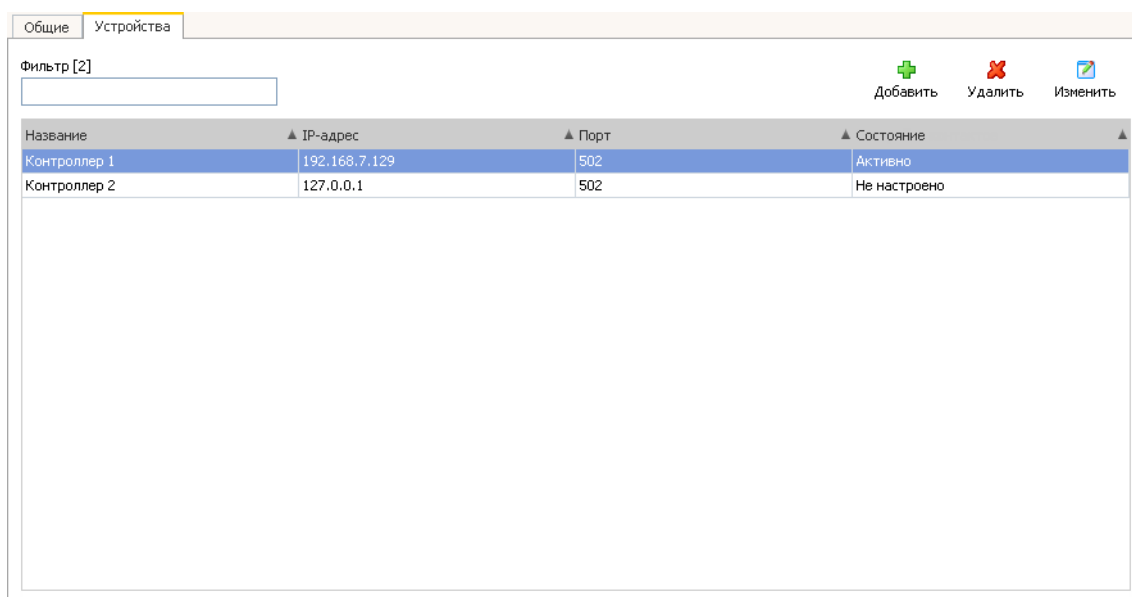 Общие Устройства
Фильтр [2]
Добавить Удалить Изменить
Название IP-адрес Порт Состояние
Контроллер 1 192.168.7.129 502 Активно
Контроллер 2 127.0.0.1 502 Не настроено